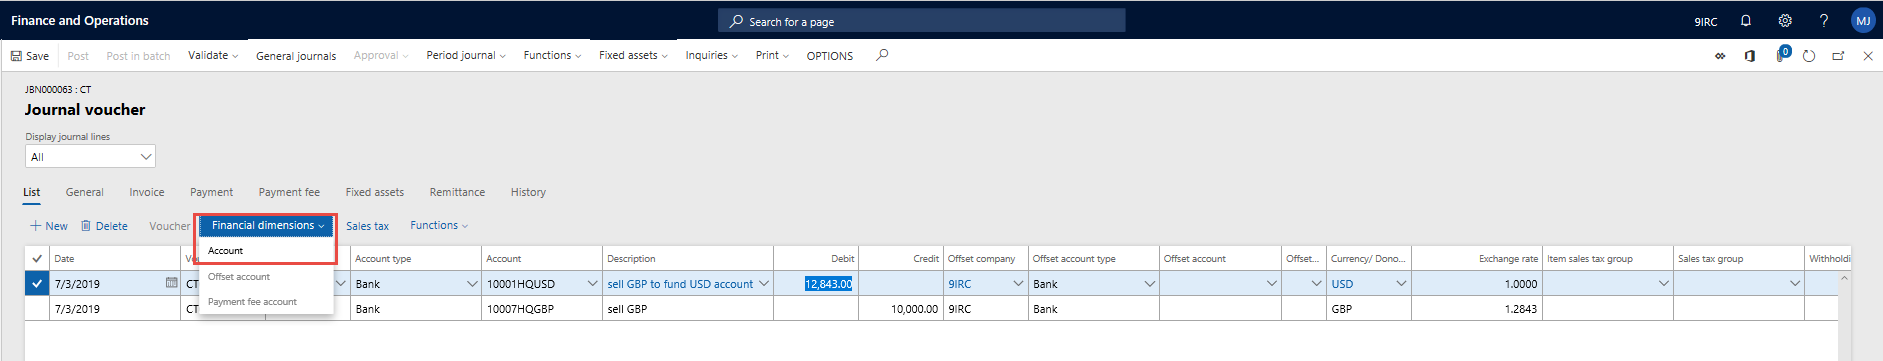 Finance and Operations Search for a page 9IRC ? MJ
Save Post Post in batch Validate General journals Approval Period journal Functions Fixed assets Inquiries Print OPTIONS 0
JBN000063 : CT
Journal voucher
Display journal lines
All
List General Invoice Payment Payment fee Fixed assets Remittance History
New Delete Voucher Financial dimensions Sales tax Functions
Account
Offset account
Payment fee account
Date Account type Account Description Debit Credit Offset company Offset account type Offset account Offset... Currency/ Dono... Exchange rate Item sales tax group Sales tax group Withholdi
7/3/2019 CT Bank 10001HQUSD sell GBP to fund USD account 12,843.00 9IRC Bank USD 1.0000
7/3/2019 CT Bank 10007HQGBP sell GBP 10,000.00 9IRC Bank GBP 1.2843